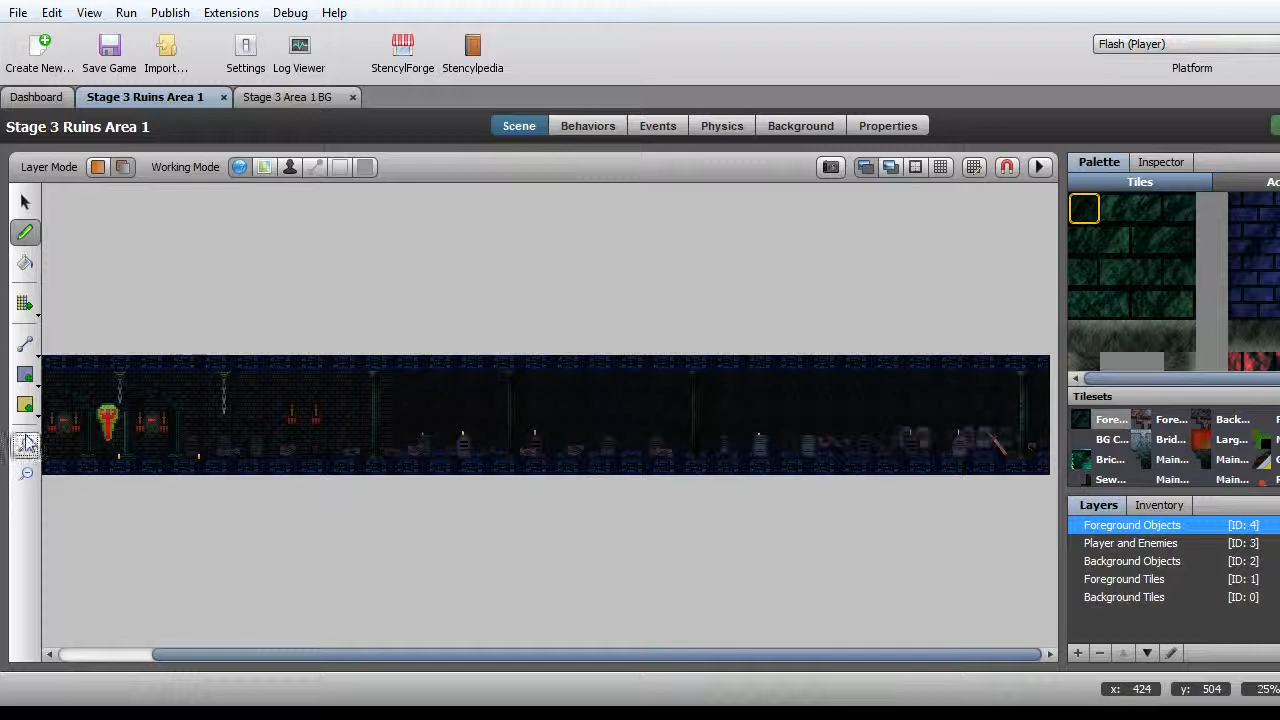 File Edit View Run Publish Extensions Debug Help
Create New... Save Game Import... Settings Log Viewer StencylForge Stencylpedia
Flash (Player)
Platform
Dashboard Stage 3 Ruins Area 1 × Stage 3 Area 1 BG ×
Stage 3 Ruins Area 1 Scene Behaviors Events Physics Background Properties
Layer Mode Working Mode
Palette Inspector
Tiles Ac
Tilesets
Fore... Fore... Back...
BG C... Brid... Larg...
Bric... Main... Main...
Sew... Main... Main...
Layers Inventory
Foreground Objects [ID: 4]
Player and Enemies [ID: 3]
Background Objects [ID: 2]
Foreground Tiles [ID: 1]
Background Tiles [ID: 0]
x: 424 y: 504 25%